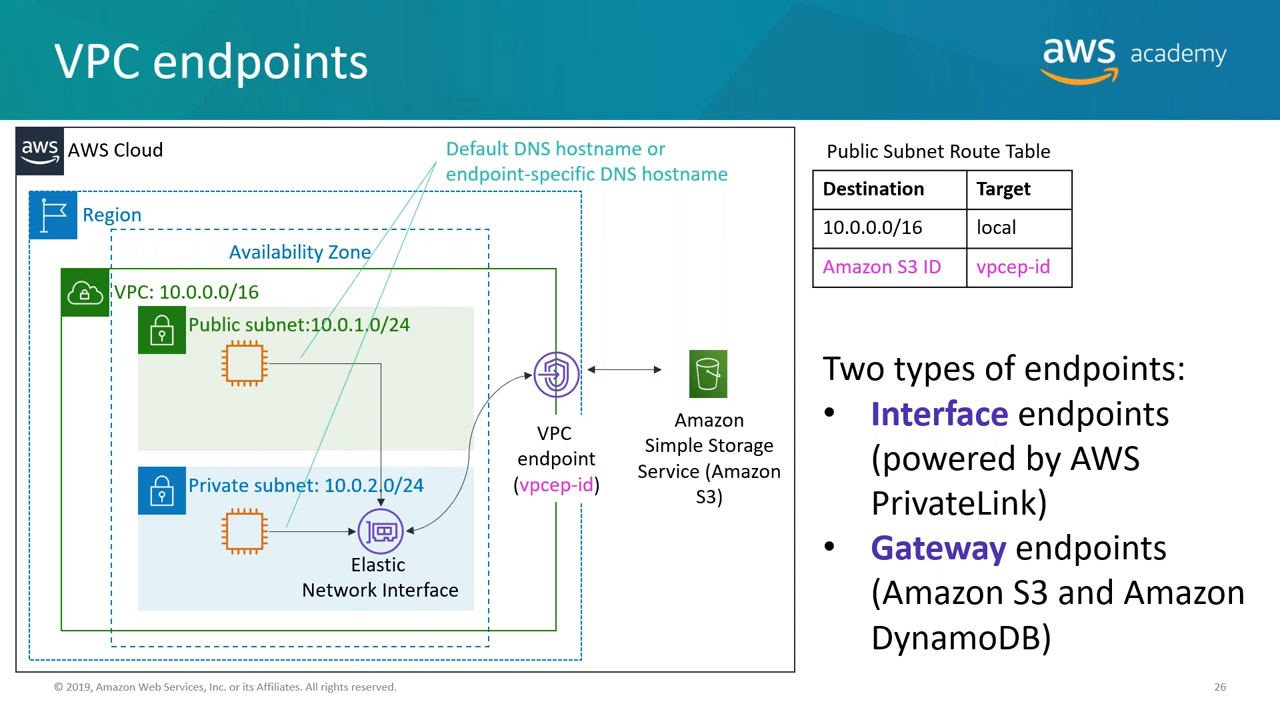 VPC endpoints
aws academy
aws
AWS Cloud
Default DNS hostname or
endpoint-specific DNS hostname
Region
Availability Zone
VPC: 10.0.0.0/16
Public subnet:10.0.1.0/24
Private subnet: 10.0.2.0/24
Elastic
Network Interface
VPC
endpoint
(vpcep-id)
Amazon
Simple Storage
Service (Amazon
S3)
Public Subnet Route Table
Destination Target
10.0.0.0/16 local
Amazon S3 ID vpcep-id
Two types of endpoints:
• Interface endpoints
(powered by AWS
PrivateLink)
• Gateway endpoints
(Amazon S3 and Amazon
DynamoDB)
© 2019, Amazon Web Services, Inc. or its Affiliates. All rights reserved.
26